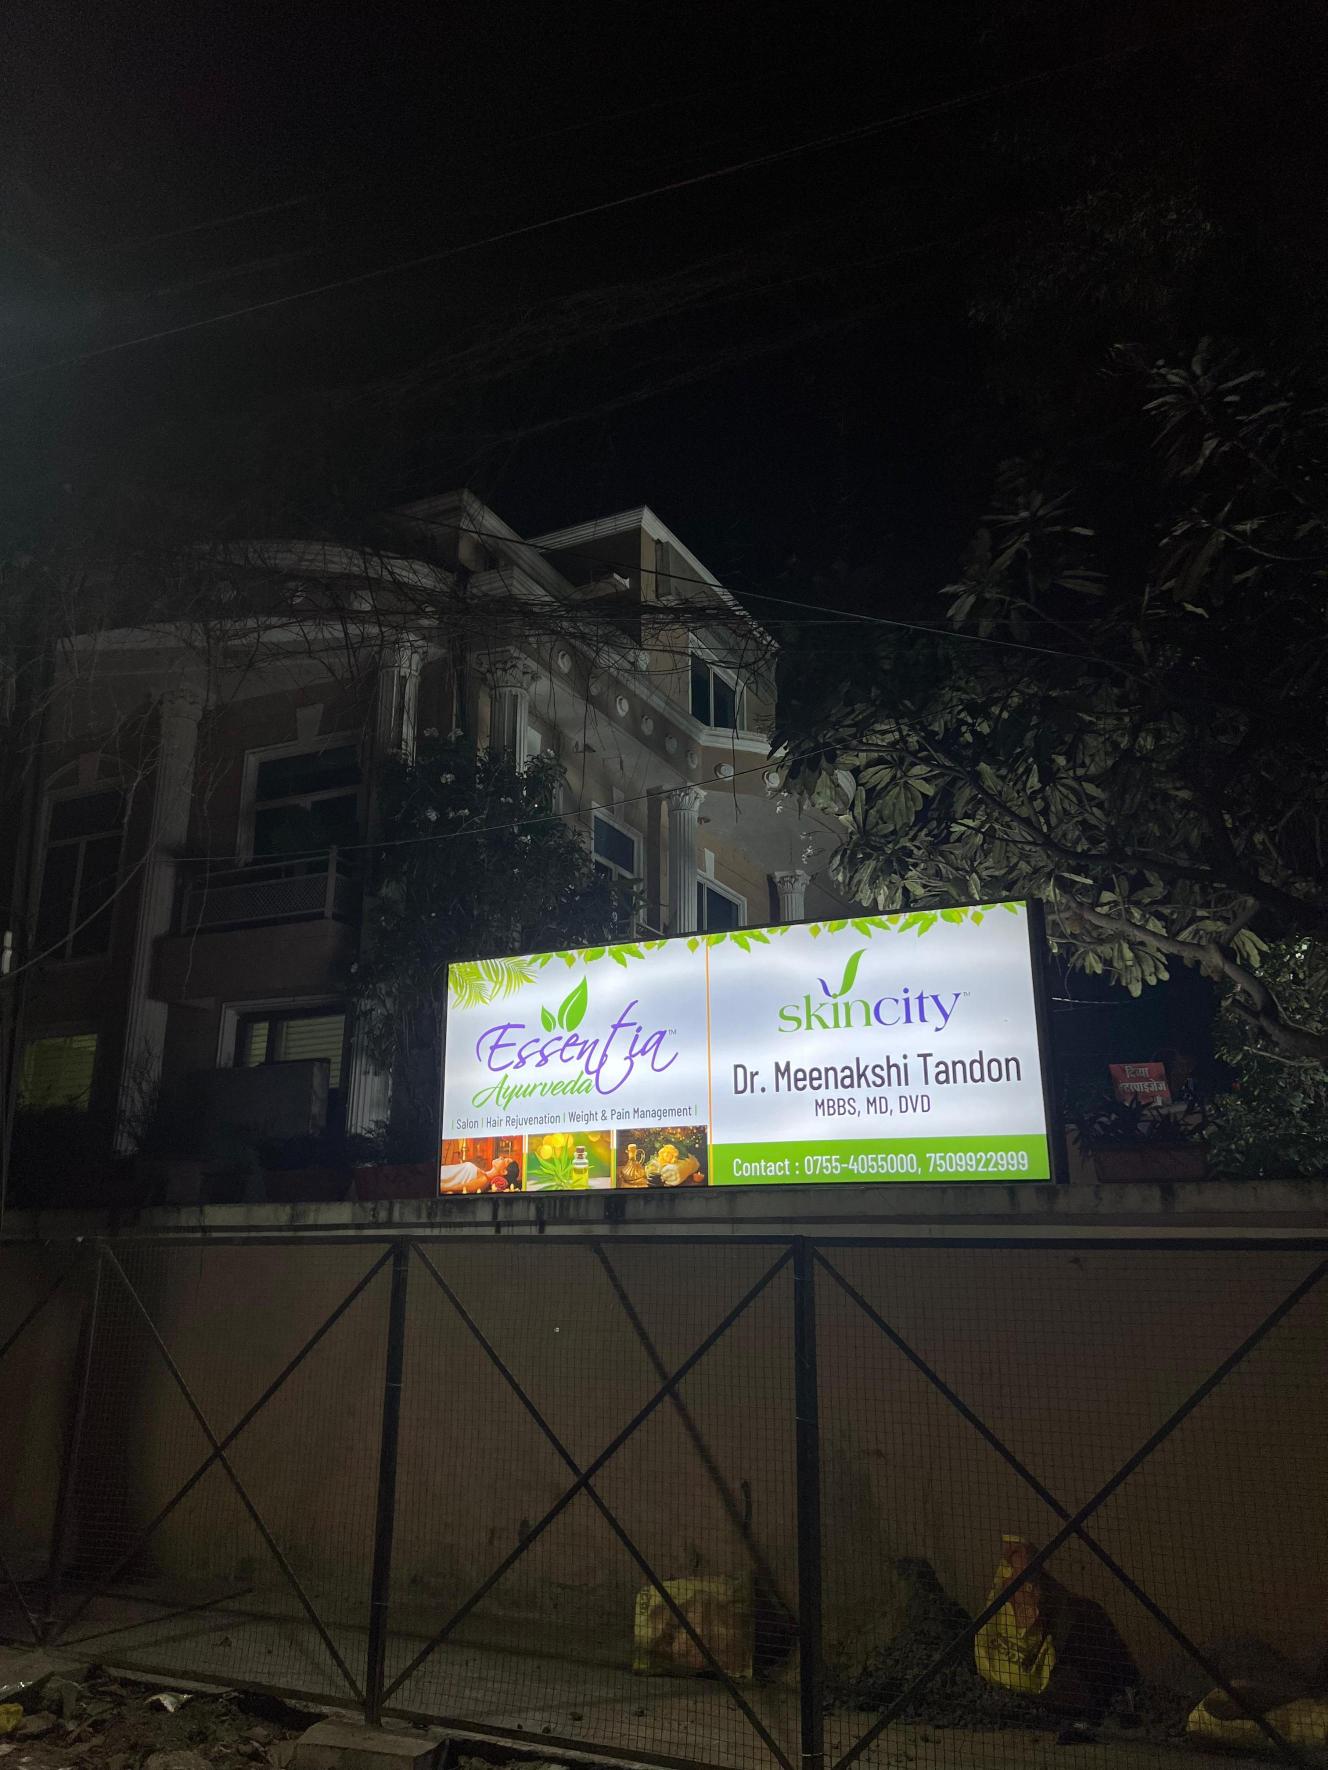 Essentia™
Ayurveda
| Salon | Hair Rejuvenation | Weight & Pain Management |
skincity™
Dr. Meenakshi Tandon
MBBS, MD, DVD
Contact : 0755-4055000, 7509922999
दिव्या